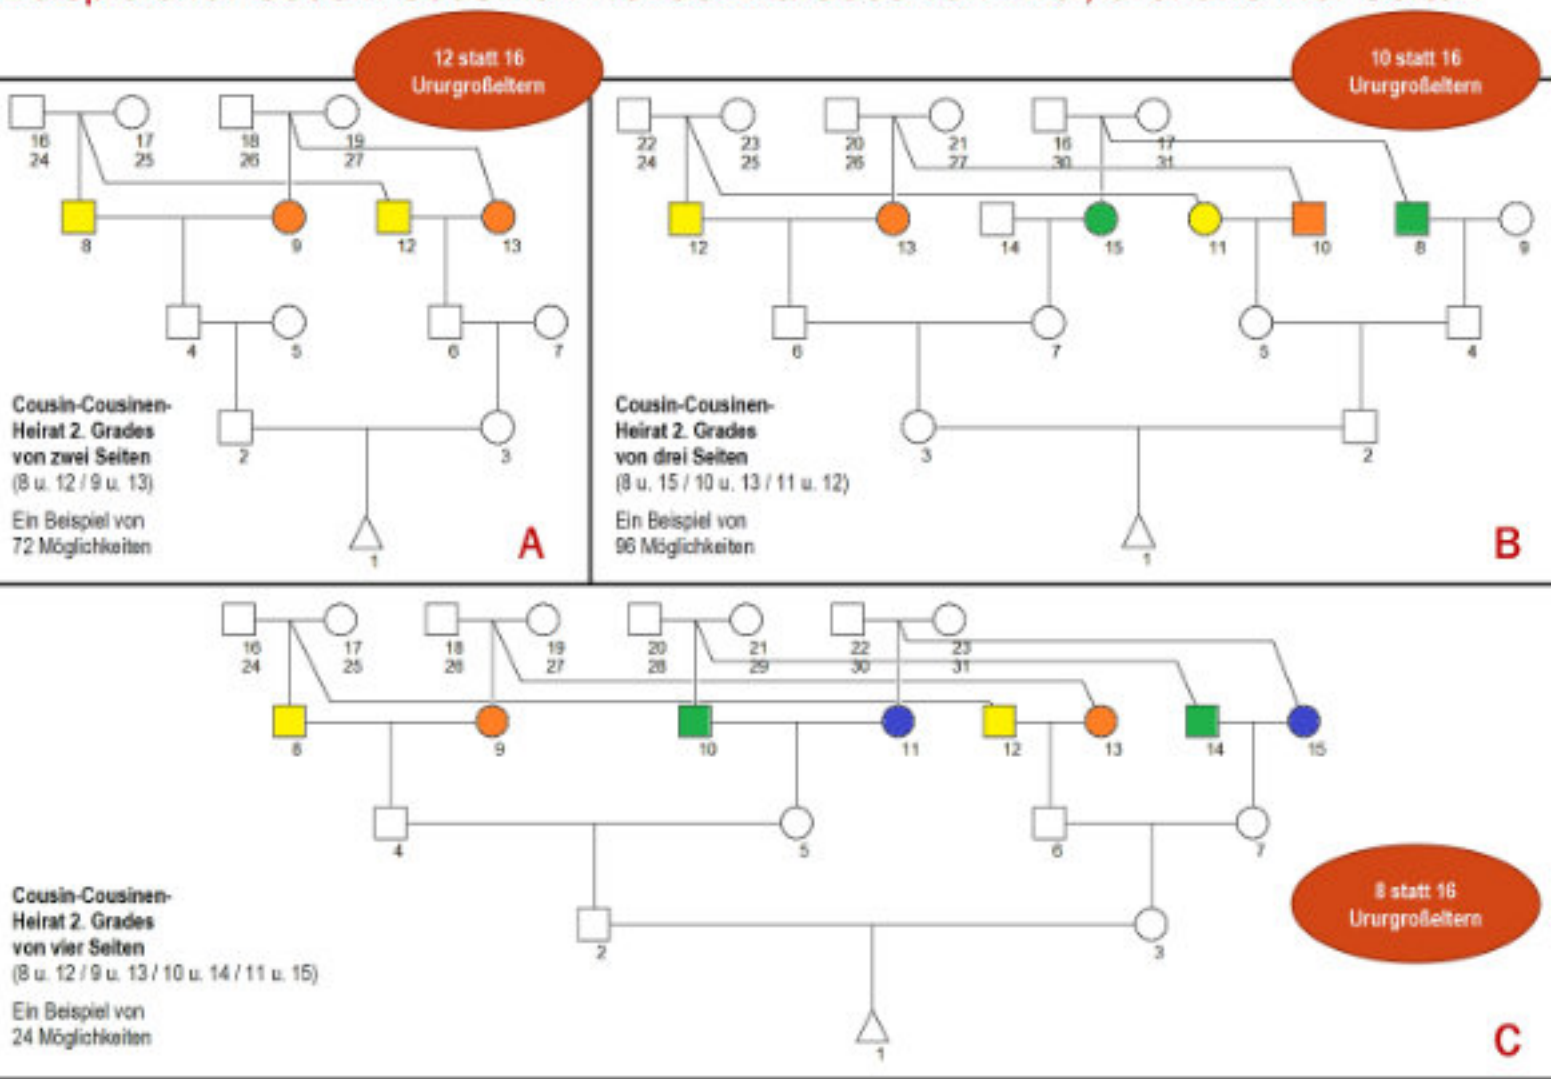 12 statt 16
Ururgroßeltern
10 statt 16
Ururgroßeltern
16 17 18 19
24 25 26 27
8 9 12 13
4 5 6 7
Cousin-Cousinen-
Heirat 2. Grades
von zwei Seiten
(8 u. 12 / 9 u. 13)
2 3
Ein Beispiel von
72 Möglichkeiten
1
A
22 23 20 21 16 17
24 25 26 27 30 31
12 13 14 15 11 10 8 9
6 7 5 4
Cousin-Cousinen-
Heirat 2. Grades
von drei Seiten
(8 u. 15 / 10 u. 13 / 11 u. 12)
3 2
Ein Beispiel von
96 Möglichkeiten
1
B
16 17 18 19 20 21 22 23
24 25 26 27 28 29 30 31
8 9 10 11 12 13 14 15
4 5 6 7
8 statt 16
Ururgroßeltern
Cousin-Cousinen-
Heirat 2. Grades
von vier Seiten
(8 u. 12 / 9 u. 13 / 10 u. 14 / 11 u. 15)
2 3
Ein Beispiel von
24 Möglichkeiten
1
C